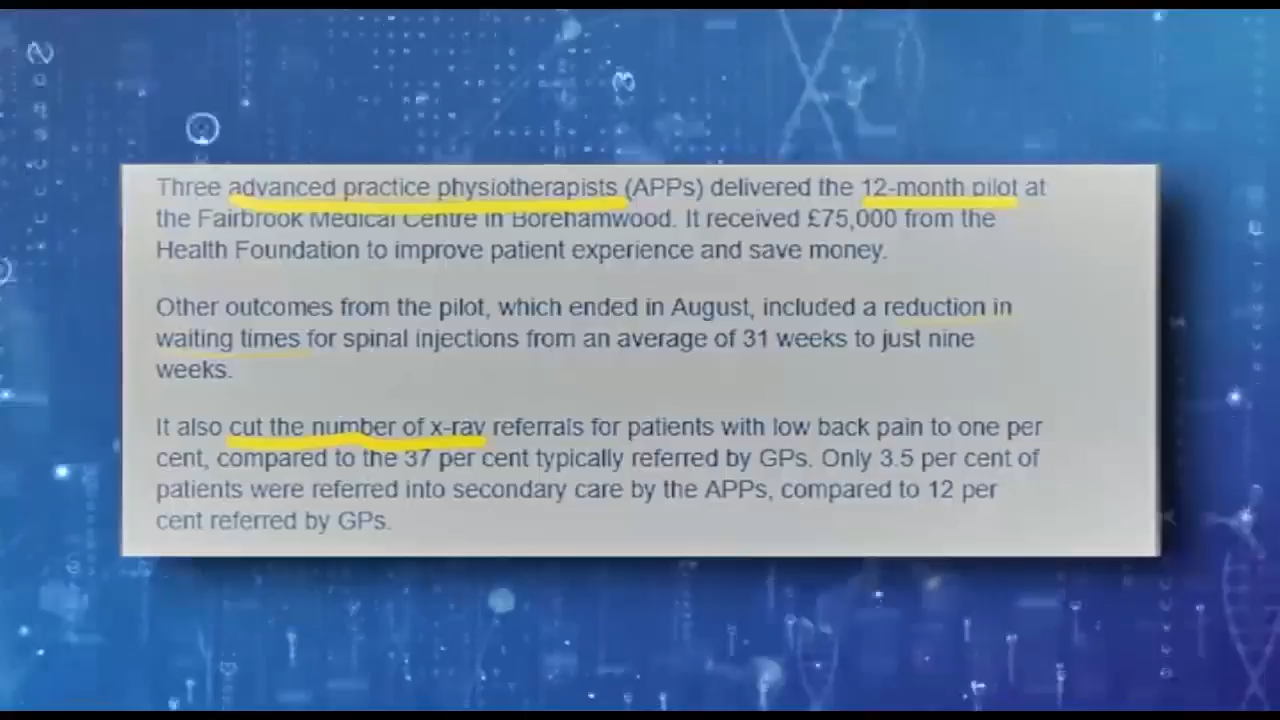 Three advanced practice physiotherapists (APPs) delivered the 12-month pilot at
the Fairbrook Medical Centre in Borehamwood. It received £75,000 from the
Health Foundation to improve patient experience and save money.
Other outcomes from the pilot, which ended in August, included a reduction in
waiting times for spinal injections from an average of 31 weeks to just nine
weeks.
It also cut the number of x-ray referrals for patients with low back pain to one per
cent, compared to the 37 per cent typically referred by GPs. Only 3.5 per cent of
patients were referred into secondary care by the APPs, compared to 12 per
cent referred by GPs.